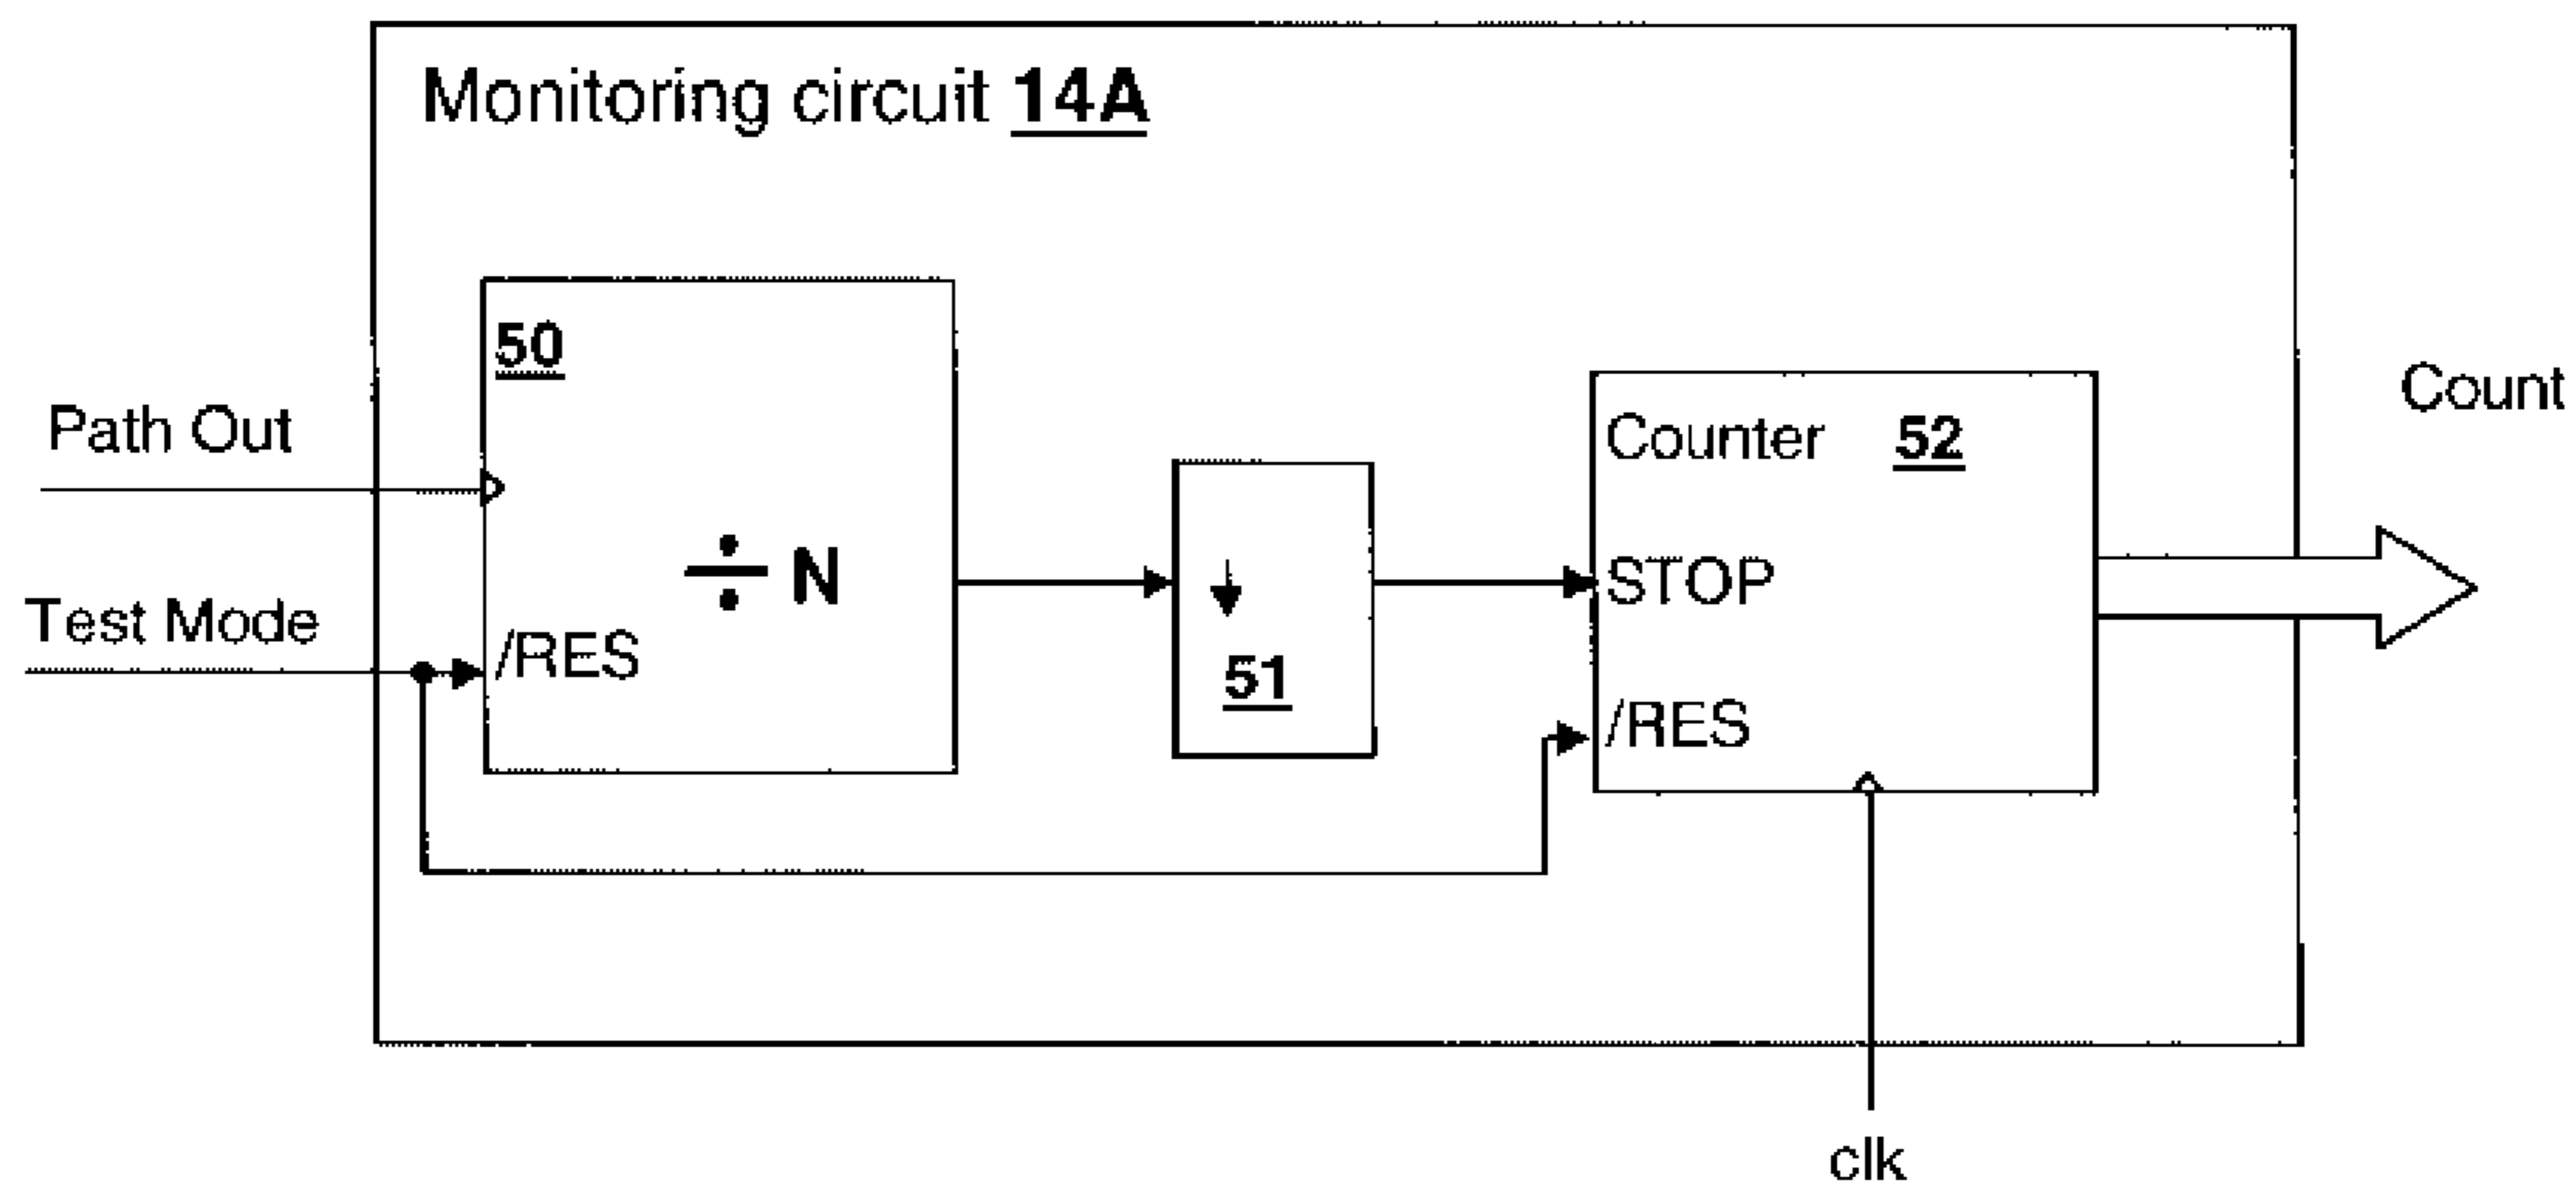 Monitoring circuit 14A
50
Path Out
Count
Counter 52
÷ N
STOP
Test Mode
/RES
51
/RES
clk